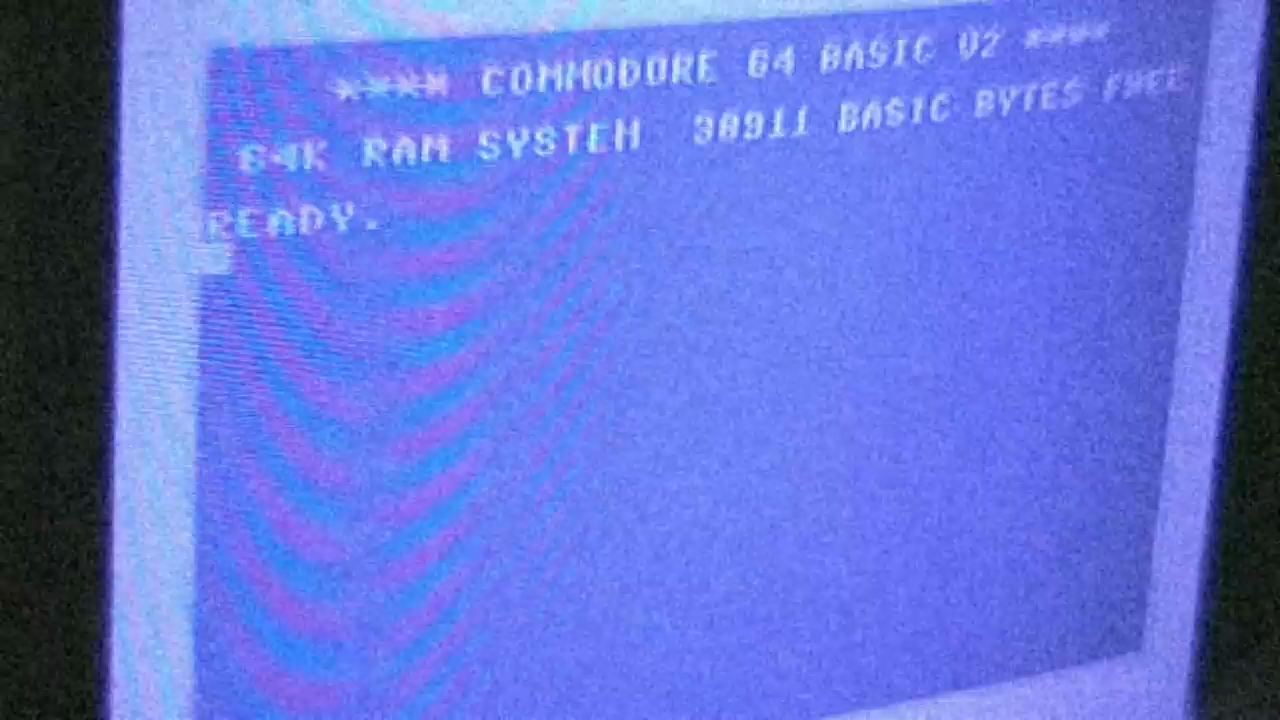 **** COMMODORE 64 BASIC V2 ****
64K RAM SYSTEM 38911 BASIC BYTES FREE
READY.